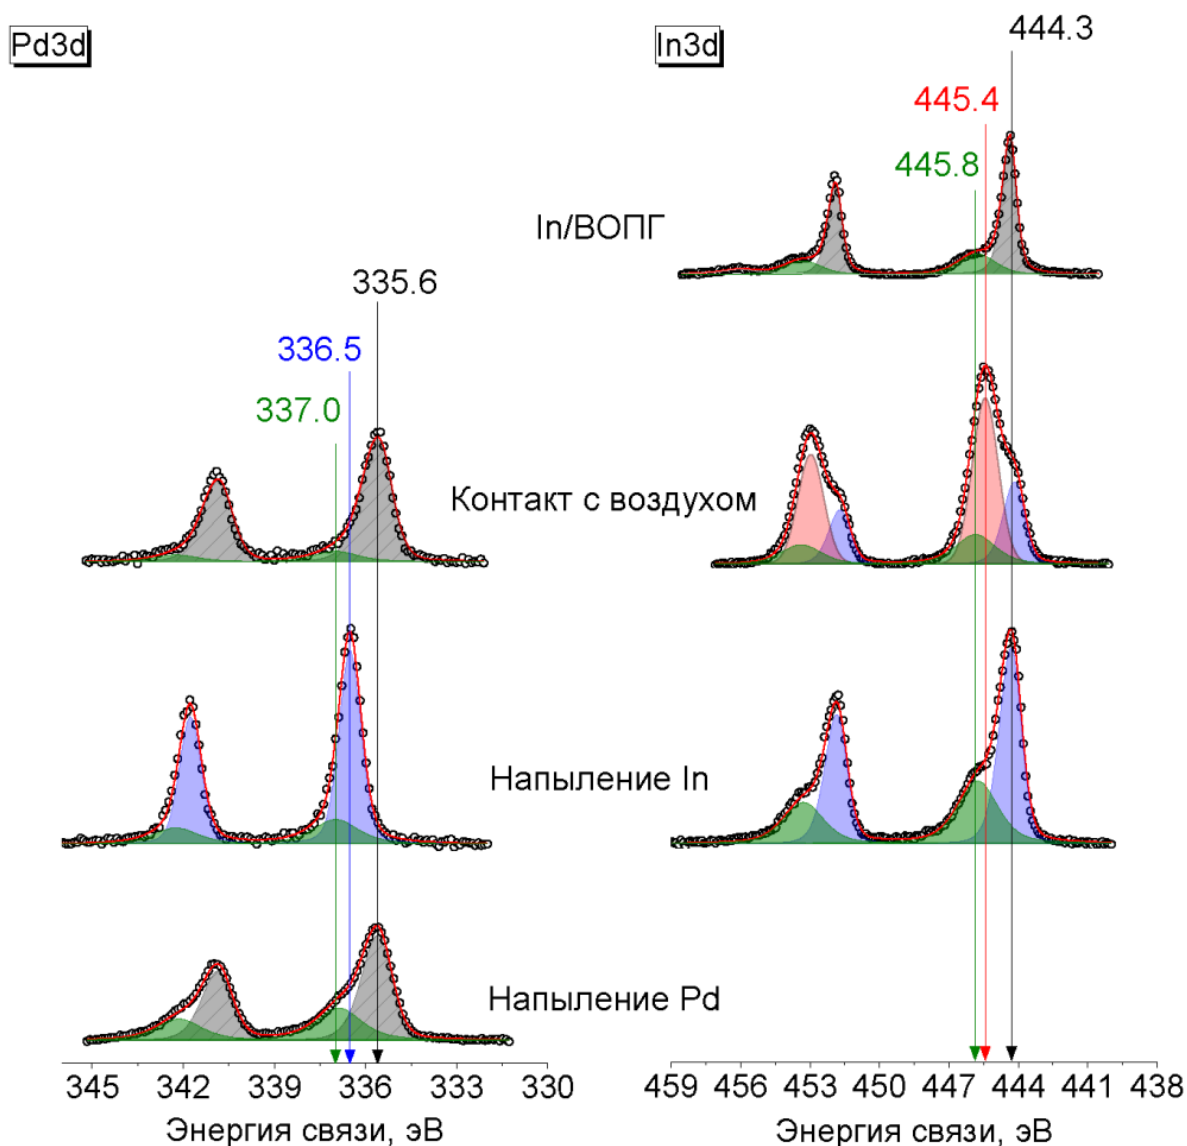 Pd3d
In3d
444.3
445.4
445.8
In/ВОПГ
335.6
336.5
337.0
Контакт с воздухом
Напыление In
Напыление Pd
345 342 339 336 333 330
459 456 453 450 447 444 441 438
Энергия связи, эВ
Энергия связи, эВ